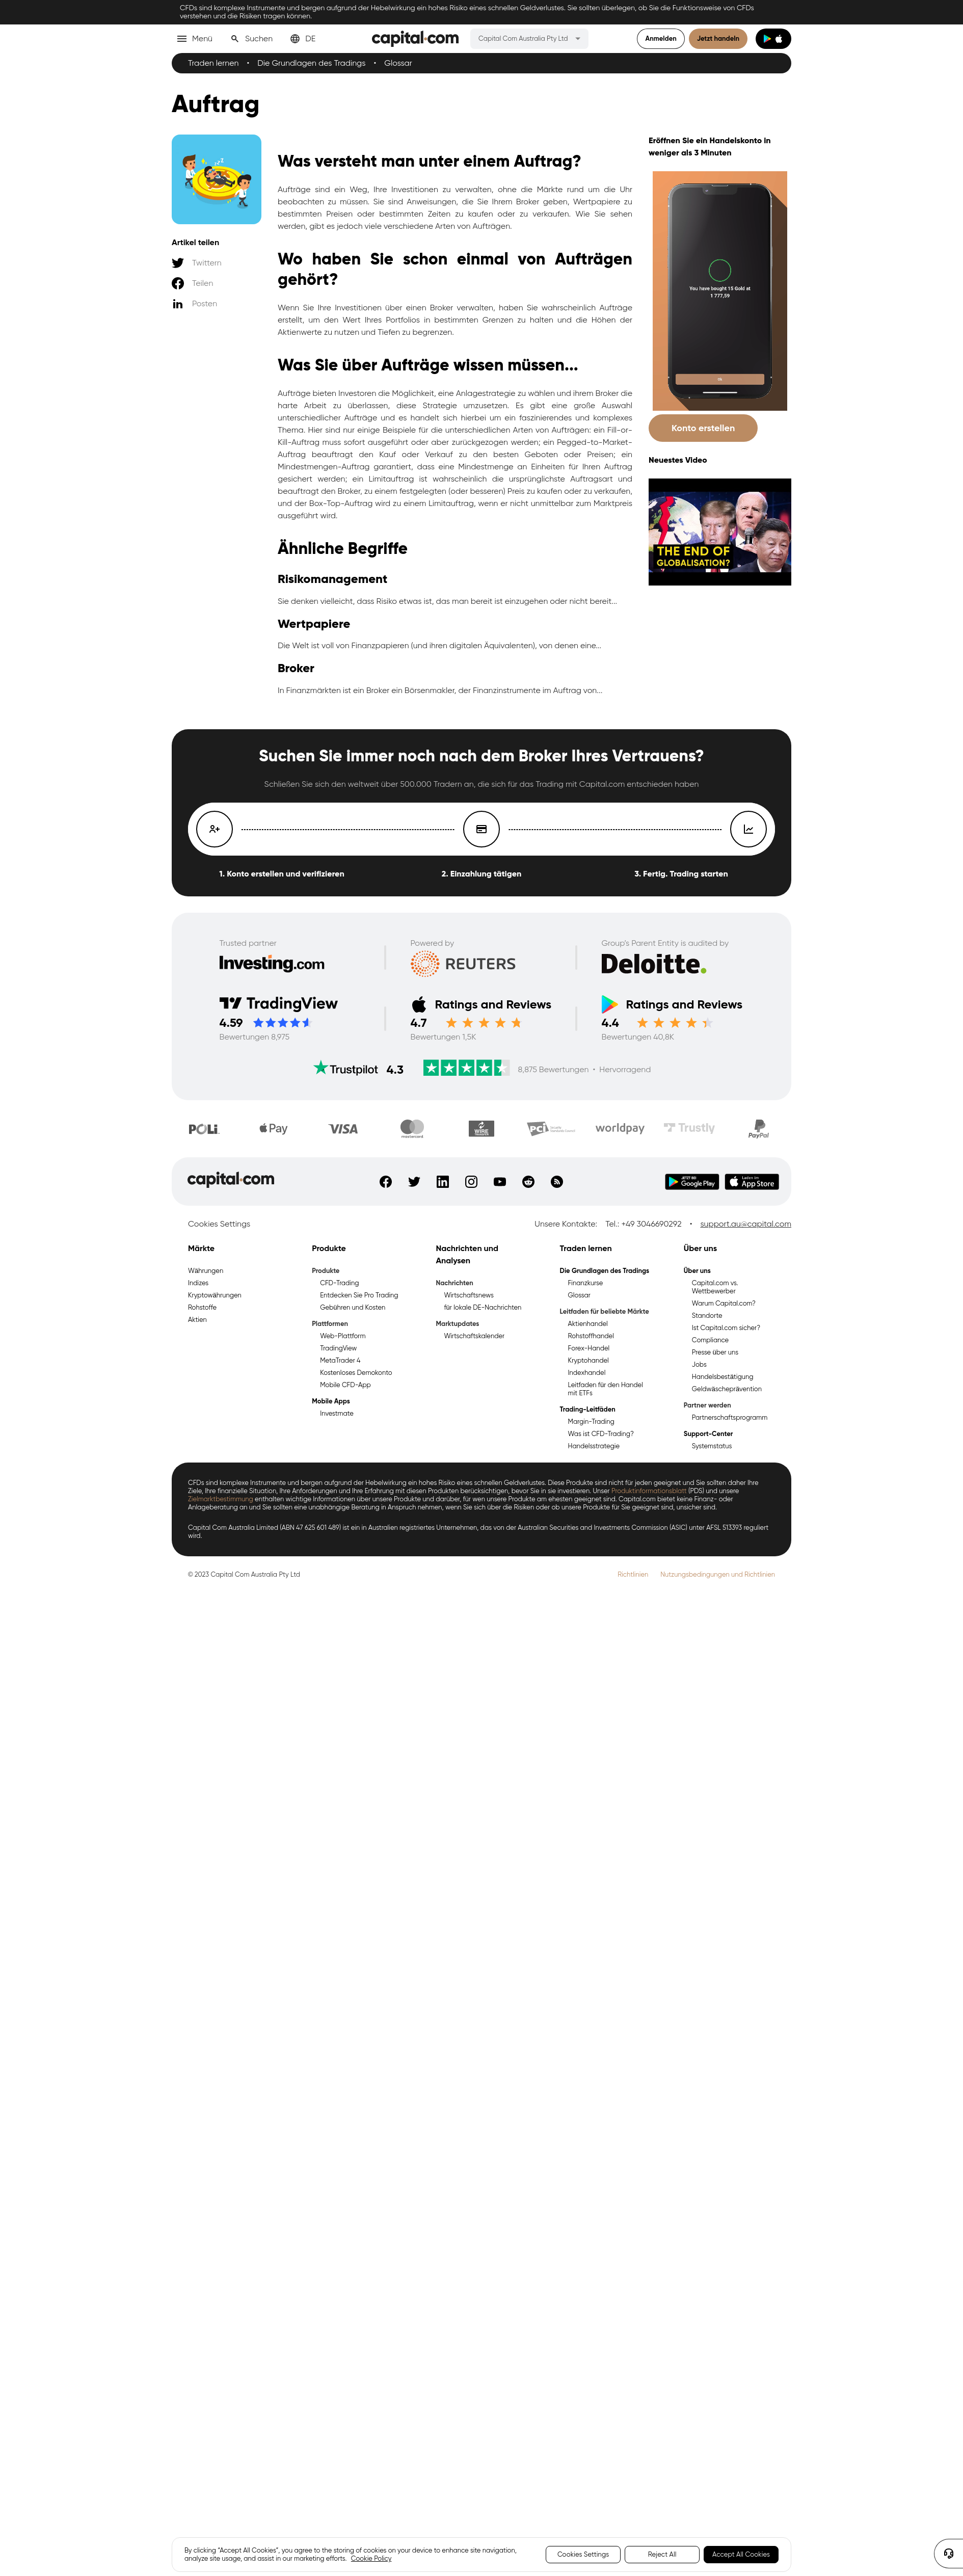 CFDs sind komplexe Instrumente und bergen aufgrund der Hebelwirkung ein hohes Risiko eines schnellen Geldverlustes. Sie sollten überlegen, ob Sie die Funktionsweise von CFDs
verstehen und die Risiken tragen können.
Menü Suchen DE capital.com Capital Com Australia Pty Ltd Anmelden Jetzt handeln
Traden lernen • Die Grundlagen des Tradings • Glossar
Auftrag
Artikel teilen
Twittern
Teilen
Posten
Was versteht man unter einem Auftrag?
Aufträge sind ein Weg, Ihre Investitionen zu verwalten, ohne die Märkte rund um die Uhr
beobachten zu müssen. Sie sind Anweisungen, die Sie Ihrem Broker geben, Wertpapiere zu
bestimmten Preisen oder bestimmten Zeiten zu kaufen oder zu verkaufen. Wie Sie sehen
werden, gibt es jedoch viele verschiedene Arten von Aufträgen.
Wo haben Sie schon einmal von Aufträgen
gehört?
Wenn Sie Ihre Investitionen über einen Broker verwalten, haben Sie wahrscheinlich Aufträge
erstellt, um den Wert Ihres Portfolios in bestimmten Grenzen zu halten und die Höhen der
Aktienwerte zu nutzen und Tiefen zu begrenzen.
Was Sie über Aufträge wissen müssen...
Aufträge bieten Investoren die Möglichkeit, eine Anlagestrategie zu wählen und ihrem Broker die
harte Arbeit zu überlassen, diese Strategie umzusetzen. Es gibt eine große Auswahl
unterschiedlicher Aufträge und es handelt sich hierbei um ein faszinierendes und komplexes
Thema. Hier sind nur einige Beispiele für die unterschiedlichen Arten von Aufträgen: ein Fill-or-
Kill-Auftrag muss sofort ausgeführt oder aber zurückgezogen werden; ein Pegged-to-Market-
Auftrag beauftragt den Kauf oder Verkauf zu den besten Geboten oder Preisen; ein
Mindestmengen-Auftrag garantiert, dass eine Mindestmenge an Einheiten für Ihren Auftrag
gesichert werden; ein Limitauftrag ist wahrscheinlich die ursprünglichste Auftragsart und
beauftragt den Broker, zu einem festgelegten (oder besseren) Preis zu kaufen oder zu verkaufen,
und der Box-Top-Auftrag wird zu einem Limitauftrag, wenn er nicht unmittelbar zum Marktpreis
ausgeführt wird.
Ähnliche Begriffe
Risikomanagement
Sie denken vielleicht, dass Risiko etwas ist, das man bereit ist einzugehen oder nicht bereit...
Wertpapiere
Die Welt ist voll von Finanzpapieren (und ihren digitalen Äquivalenten), von denen eine...
Broker
In Finanzmärkten ist ein Broker ein Börsenmakler, der Finanzinstrumente im Auftrag von...
Eröffnen Sie ein Handelskonto in
weniger als 3 Minuten
You have bought 15 Gold at
1 777,59
Konto erstellen
Neuestes Video
THE END OF
GLOBALISATION?
Suchen Sie immer noch nach dem Broker Ihres Vertrauens?
Schließen Sie sich den weltweit über 500.000 Tradern an, die sich für das Trading mit Capital.com entschieden haben
1. Konto erstellen und verifizieren 2. Einzahlung tätigen 3. Fertig. Trading starten
Trusted partner Powered by Group's Parent Entity is audited by
Investing.com REUTERS Deloitte.
TradingView Ratings and Reviews Ratings and Reviews
4.59 4.7 4.4
Bewertungen 8,975 Bewertungen 1,5K Bewertungen 40,8K
Trustpilot 4.3 8,875 Bewertungen • Hervorragend
POLi Pay VISA mastercard WIRE PCI worldpay Trustly PayPal
capital.com JETZT BEI Google Play Laden im App Store
Cookies Settings Unsere Kontakte: Tel.: +49 3046690292 • support.au@capital.com
Märkte
Währungen
Indizes
Kryptowährungen
Rohstoffe
Aktien
Produkte
Produkte
CFD-Trading
Entdecken Sie Pro Trading
Gebühren und Kosten
Plattformen
Web-Plattform
TradingView
MetaTrader 4
Kostenloses Demokonto
Mobile CFD-App
Mobile Apps
Investmate
Nachrichten und
Analysen
Nachrichten
Wirtschaftsnews
für lokale DE-Nachrichten
Marktupdates
Wirtschaftskalender
Traden lernen
Die Grundlagen des Tradings
Finanzkurse
Glossar
Leitfaden für beliebte Märkte
Aktienhandel
Rohstoffhandel
Forex-Handel
Kryptohandel
Indexhandel
Leitfaden für den Handel
mit ETFs
Trading-Leitfäden
Margin-Trading
Was ist CFD-Trading?
Handelsstrategie
Über uns
Über uns
Capital.com vs.
Wettbewerber
Warum Capital.com?
Standorte
Ist Capital.com sicher?
Compliance
Presse über uns
Jobs
Handelsbestätigung
Geldwäscheprävention
Partner werden
Partnerschaftsprogramm
Support-Center
Systemstatus
CFDs sind komplexe Instrumente und bergen aufgrund der Hebelwirkung ein hohes Risiko eines schnellen Geldverlustes. Diese Produkte sind nicht für jeden geeignet und Sie sollten daher Ihre
Ziele, Ihre finanzielle Situation, Ihre Anforderungen und Ihre Erfahrung mit diesen Produkten berücksichtigen, bevor Sie in sie investieren. Unser Produktinformationsblatt (PDS) und unsere
Zielmarktbestimmung enthalten wichtige Informationen über unsere Produkte und darüber, für wen unsere Produkte am ehesten geeignet sind. Capital.com bietet keine Finanz- oder
Anlageberatung an und Sie sollten eine unabhängige Beratung in Anspruch nehmen, wenn Sie sich über die Risiken oder ob unsere Produkte für Sie geeignet sind, unsicher sind.
Capital Com Australia Limited (ABN 47 625 601 489) ist ein in Australien registriertes Unternehmen, das von der Australian Securities and Investments Commission (ASIC) unter AFSL 513393 reguliert
wird.
© 2023 Capital Com Australia Pty Ltd Richtlinien Nutzungsbedingungen und Richtlinien
By clicking "Accept All Cookies", you agree to the storing of cookies on your device to enhance site navigation,
analyze site usage, and assist in our marketing efforts. Cookie Policy
Cookies Settings Reject All Accept All Cookies